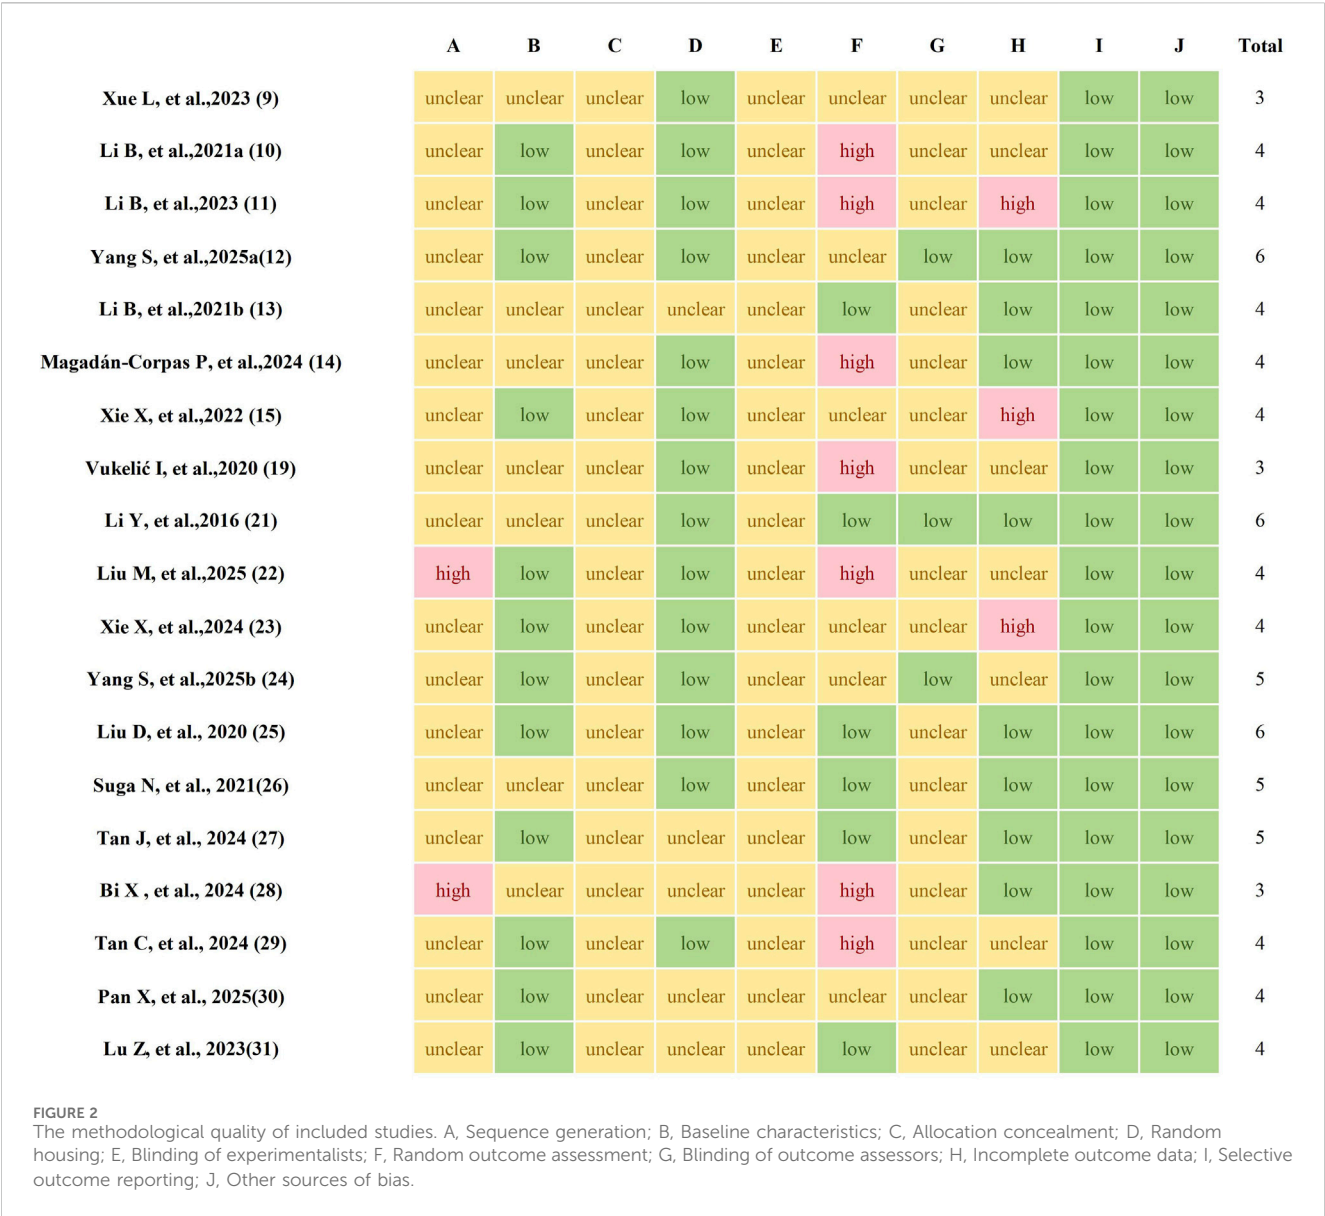 A B C D E F G H I J Total
Xue L, et al.,2023 (9) unclear unclear unclear low unclear unclear unclear unclear low low 3
Li B, et al.,2021a (10) unclear low unclear low unclear high unclear unclear low low 4
Li B, et al.,2023 (11) unclear low unclear low unclear high unclear high low low 4
Yang S, et al.,2025a(12) unclear low unclear low unclear unclear low low low low 6
Li B, et al.,2021b (13) unclear unclear unclear unclear unclear low unclear low low low 4
Magadán-Corpas P, et al.,2024 (14) unclear unclear unclear low unclear high unclear low low low 4
Xie X, et al.,2022 (15) unclear low unclear low unclear unclear unclear high low low 4
Vukelić I, et al.,2020 (19) unclear unclear unclear low unclear high unclear unclear low low 3
Li Y, et al.,2016 (21) unclear unclear unclear low unclear low low low low low 6
Liu M, et al.,2025 (22) high low unclear low unclear high unclear unclear low low 4
Xie X, et al.,2024 (23) unclear low unclear low unclear unclear unclear high low low 4
Yang S, et al.,2025b (24) unclear low unclear low unclear unclear low unclear low low 5
Liu D, et al., 2020 (25) unclear low unclear low unclear low unclear low low low 6
Suga N, et al., 2021(26) unclear unclear unclear low unclear low unclear low low low 5
Tan J, et al., 2024 (27) unclear low unclear unclear unclear low unclear low low low 5
Bi X , et al., 2024 (28) high unclear unclear unclear unclear high unclear low low low 3
Tan C, et al., 2024 (29) unclear low unclear low unclear high unclear unclear low low 4
Pan X, et al., 2025(30) unclear low unclear unclear unclear unclear unclear low low low 4
Lu Z, et al., 2023(31) unclear low unclear unclear unclear low unclear unclear low low 4
FIGURE 2
The methodological quality of included studies. A, Sequence generation; B, Baseline characteristics; C, Allocation concealment; D, Random
housing; E, Blinding of experimentalists; F, Random outcome assessment; G, Blinding of outcome assessors; H, Incomplete outcome data; I, Selective
outcome reporting; J, Other sources of bias.